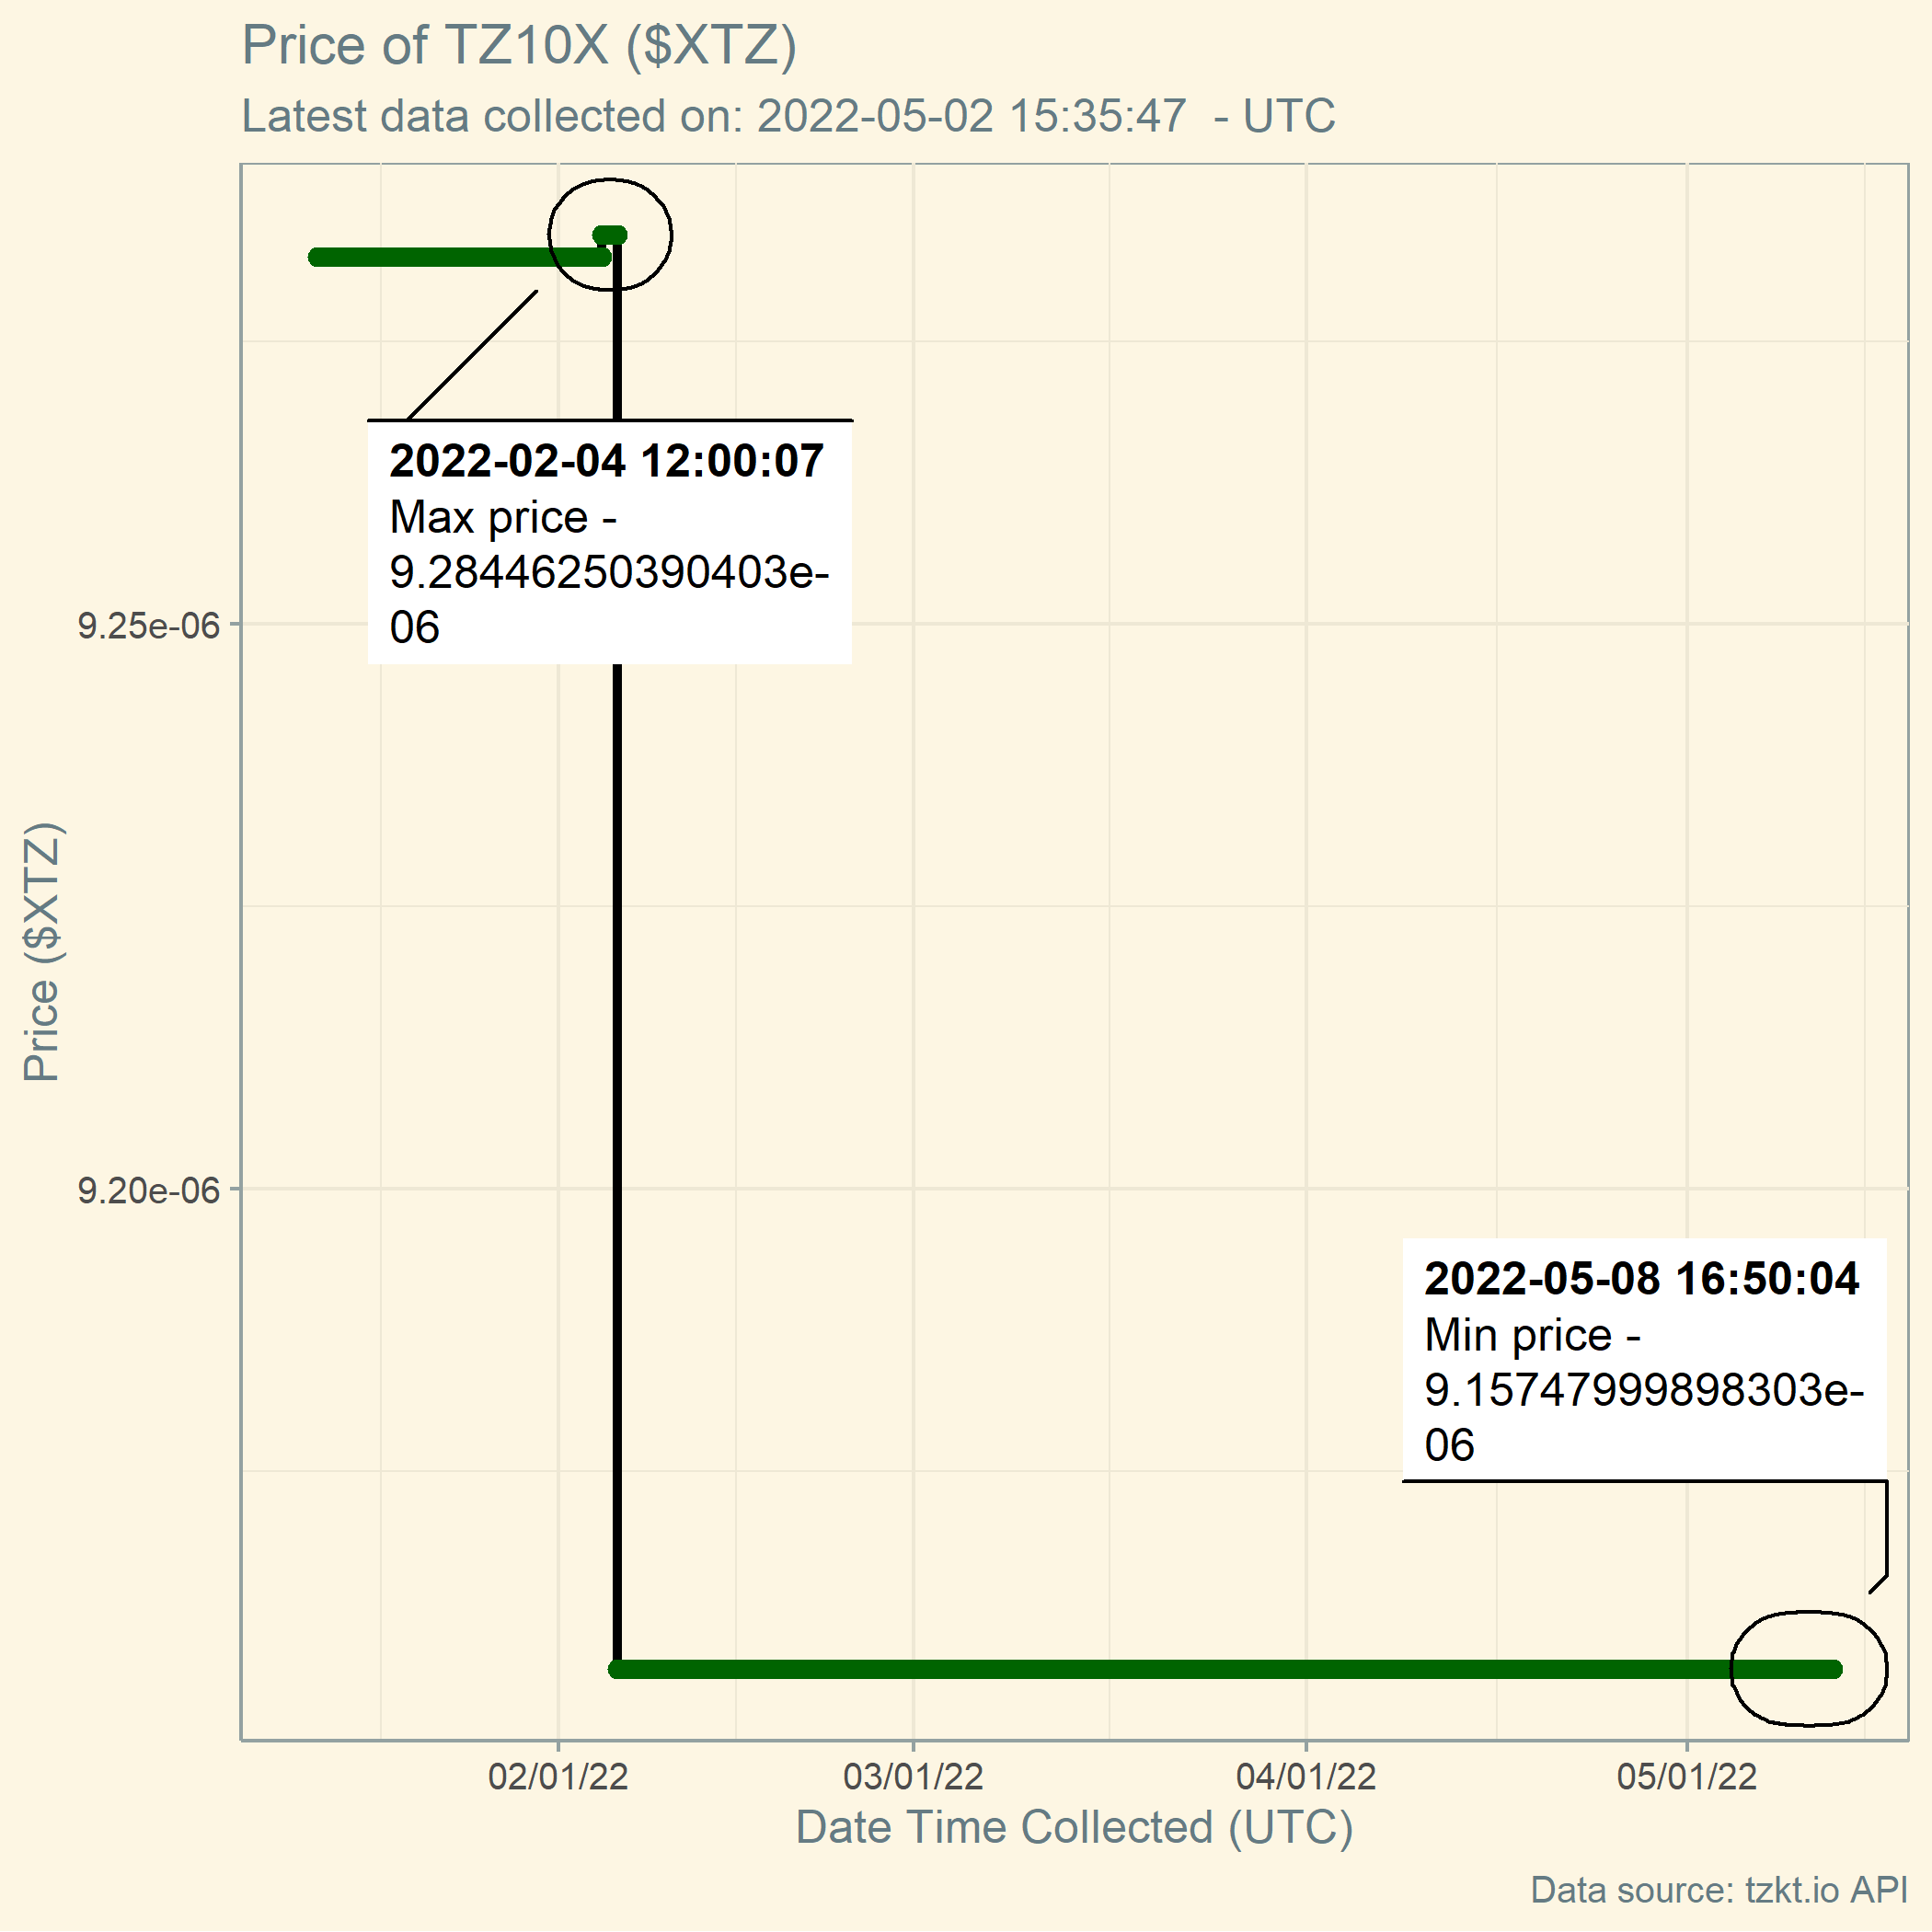 Price of TZ10X ($XTZ)
Latest data collected on: 2022-05-02 15:35:47  - UTC
2022-02-04 12:00:07
Max price -
9.28446250390403e-
06
9.25e-06
Price ($XTZ)
9.20e-06
2022-05-08 16:50:04
Min price -
9.15747999898303e-
06
02/01/22
03/01/22
04/01/22
05/01/22
Date Time Collected (UTC)
Data source: tzkt.io API